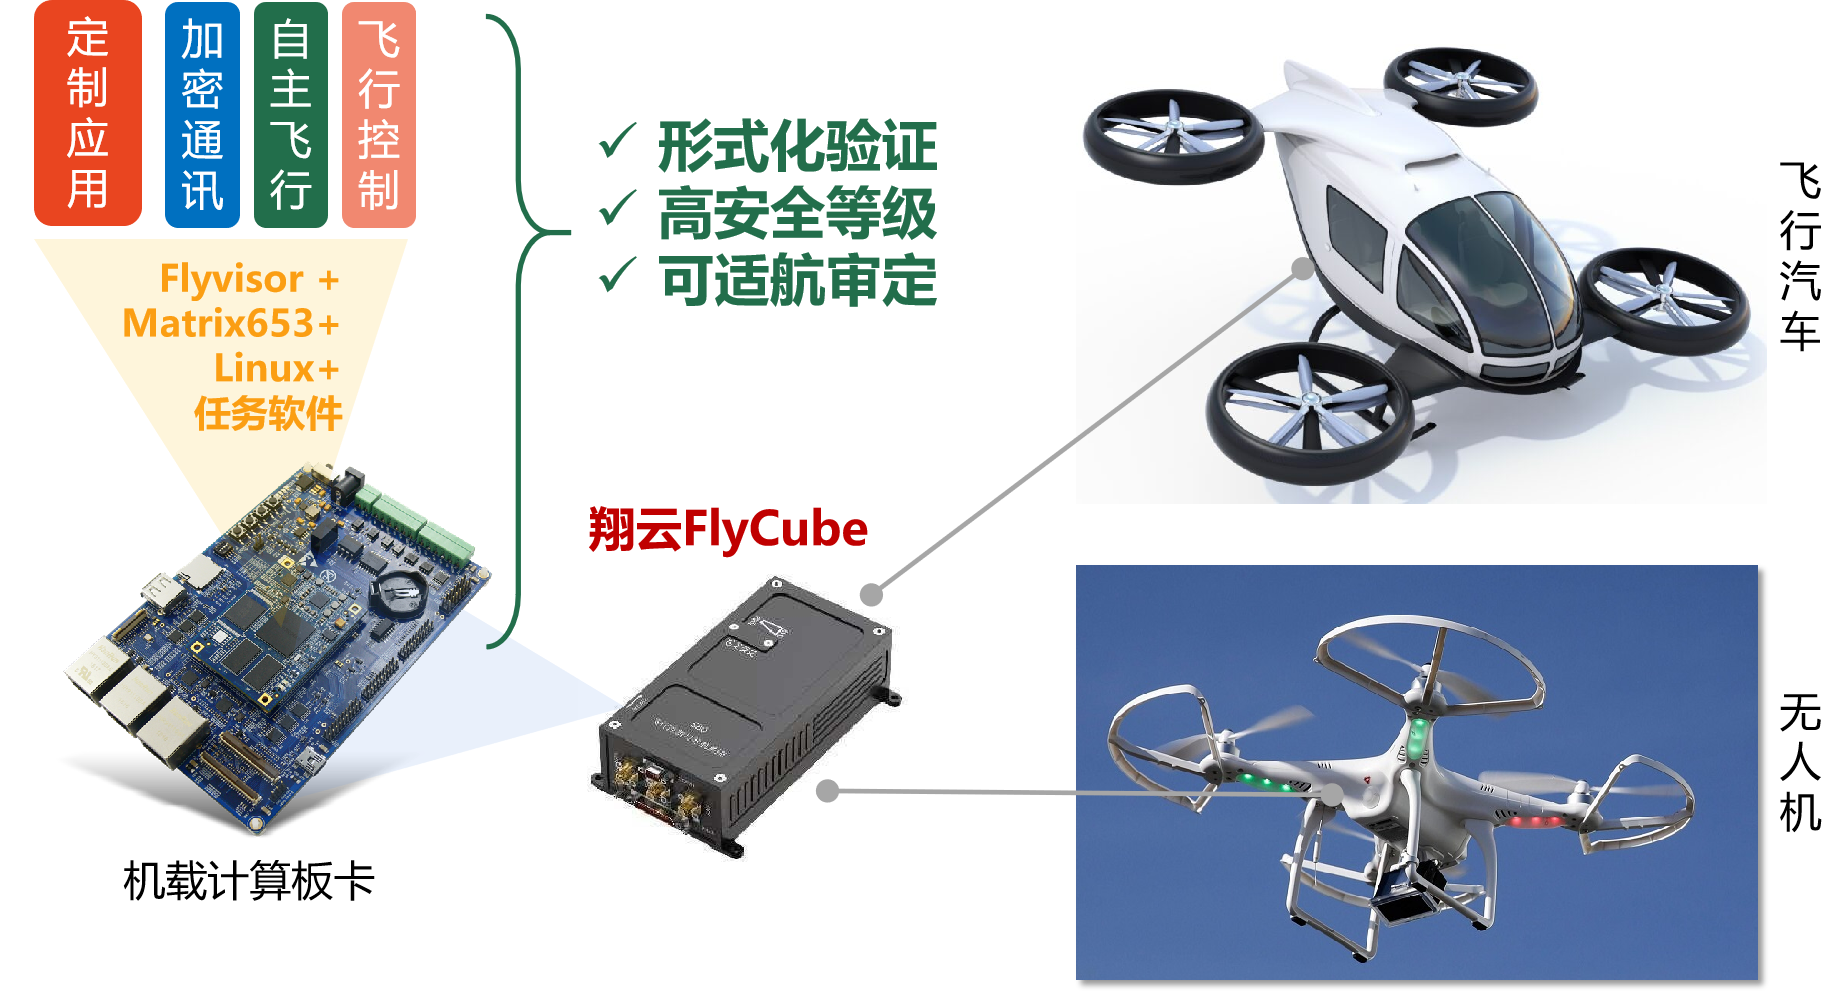 定制应用
加密通讯
自主飞行
飞行控制
Flyvisor +
Matrix653+
Linux+
任务软件
✓ 形式化验证
✓ 高安全等级
✓ 可适航审定
翔云FlyCube
机载计算板卡
飞行汽车
无人机